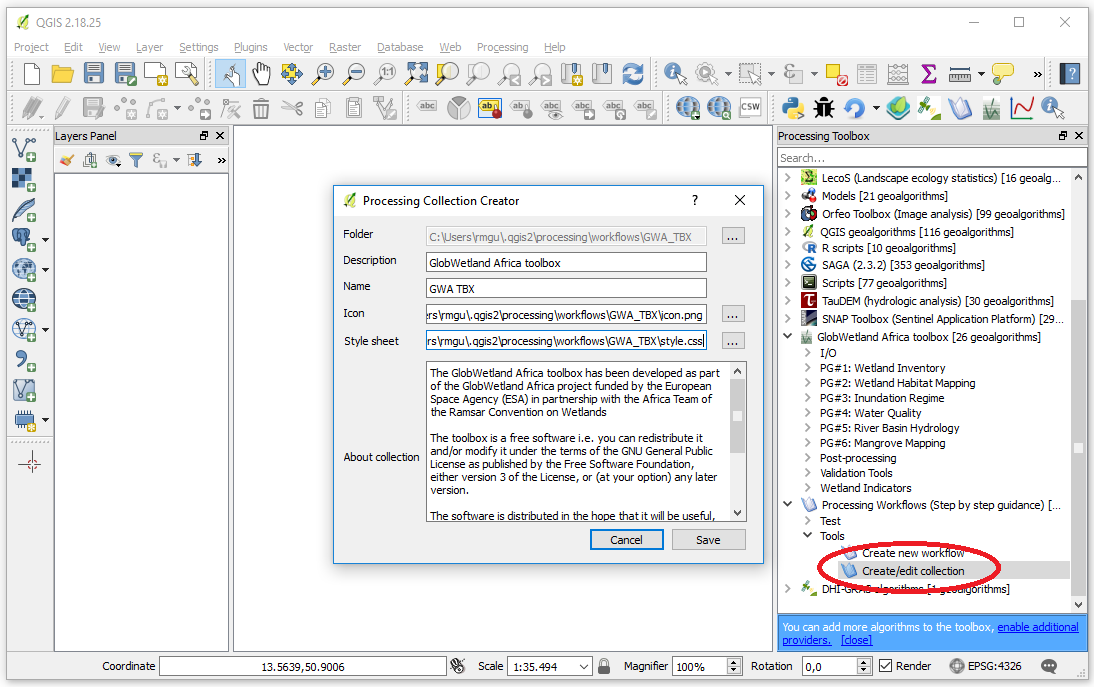 QGIS 2.18.25
Project Edit View Layer Settings Plugins Vector Raster Database Web Processing Help
1:1
?
abc abc abc abc abc abc abc CSW
Layers Panel
Processing Toolbox
Search...
LecoS (Landscape ecology statistics) [16 geoalg...
Models [21 geoalgorithms]
Orfeo Toolbox (Image analysis) [99 geoalgorithms]
QGIS geoalgorithms [116 geoalgorithms]
R scripts [10 geoalgorithms]
SAGA (2.3.2) [353 geoalgorithms]
Scripts [77 geoalgorithms]
TauDEM (hydrologic analysis) [30 geoalgorithms]
SNAP Toolbox (Sentinel Application Platform) [29...
GlobWetland Africa toolbox [26 geoalgorithms]
I/O
PG#1: Wetland Inventory
PG#2: Wetland Habitat Mapping
PG#3: Inundation Regime
PG#4: Water Quality
PG#5: River Basin Hydrology
PG#6: Mangrove Mapping
Post-processing
Validation Tools
Wetland Indicators
Processing Workflows (Step by step guidance) [...
Test
Tools
Create new workflow
Create/edit collection
DHI-GRAS algorithms [1 geoalgorithms]
You can add more algorithms to the toolbox, enable additional
providers. [close]
Processing Collection Creator ?
Folder C:\Users\rmgu\.qgis2\processing\workflows\GWA_TBX ...
Description GlobWetland Africa toolbox
Name GWA TBX
Icon ers\rmgu\.qgis2\processing\workflows\GWA_TBX\icon.png ...
Style sheet rs\rmgu\.qgis2\processing\workflows\GWA_TBX\style.css ...
About collection
The GlobWetland Africa toolbox has been developed as part
of the GlobWetland Africa project funded by the European
Space Agency (ESA) in partnership with the Africa Team of
the Ramsar Convention on Wetlands
The toolbox is a free software i.e. you can redistribute it
and/or modify it under the terms of the GNU General Public
License as published by the Free Software Foundation,
either version 3 of the License, or (at your option) any later
version.
The software is distributed in the hope that it will be useful,
Cancel Save
Coordinate 13.5639,50.9006 Scale 1:35.494 Magnifier 100% Rotation 0,0 Render EPSG:4326